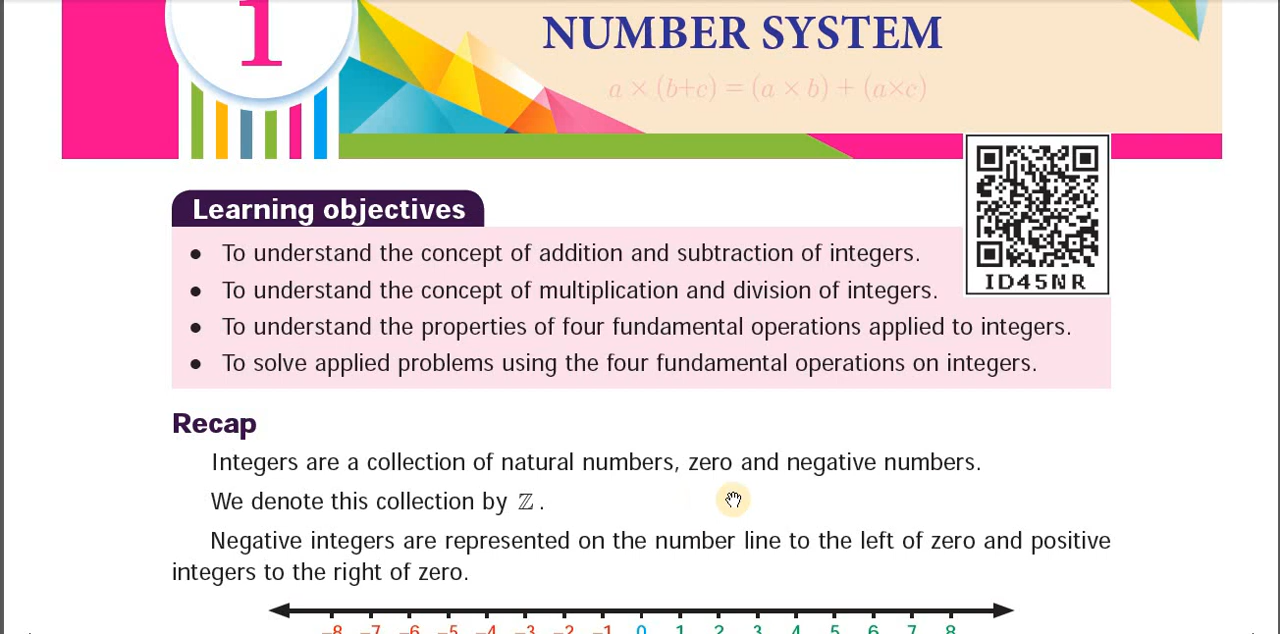 1
NUMBER SYSTEM
a × (b+c) = (a × b) + (a×c)
ID45NR
Learning objectives
● To understand the concept of addition and subtraction of integers.
● To understand the concept of multiplication and division of integers.
● To understand the properties of four fundamental operations applied to integers.
● To solve applied problems using the four fundamental operations on integers.
Recap
Integers are a collection of natural numbers, zero and negative numbers.
We denote this collection by ℤ.
Negative integers are represented on the number line to the left of zero and positive
integers to the right of zero.
–8 –7 –6 –5 –4 –3 –2 –1 0 1 2 3 4 5 6 7 8